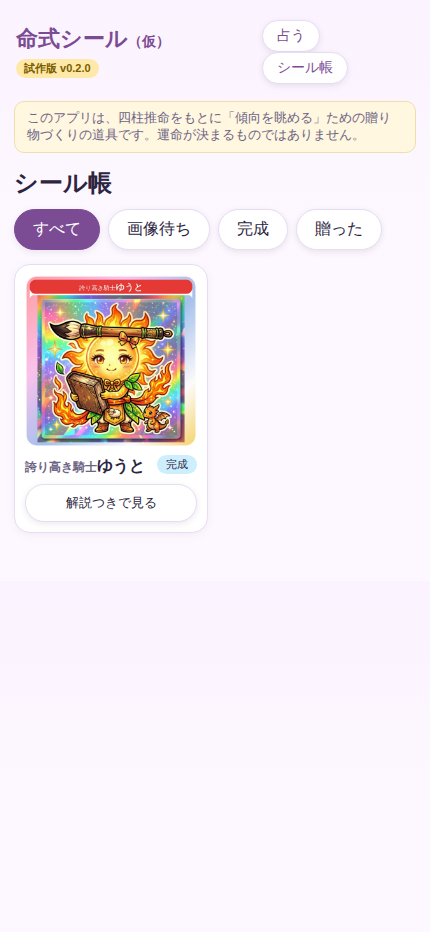 命式シール（仮）
試作版 v0.2.0
占う
シール帳
このアプリは、四柱推命をもとに「傾向を眺める」ための贈り
物づくりの道具です。運命が決まるものではありません。
シール帳
すべて 画像待ち 完成 贈った
誇り高き騎士ゆうと
誇り高き騎士ゆうと 完成
解説つきで見る